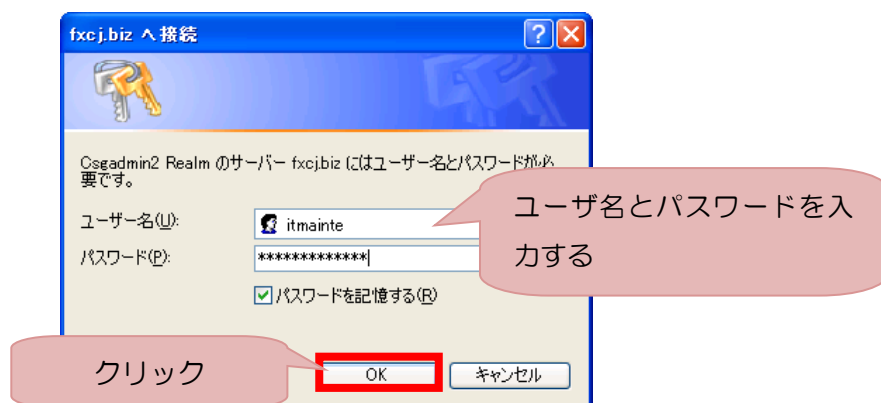 fxcj.biz へ接続
Csgadmin2 Realm のサーバー fxcj.biz にはユーザー名とパスワードが必
要です。
ユーザー名(U):
itmainte
パスワード(P):
*************
パスワードを記憶する(R)
ユーザ名とパスワードを入
力する
クリック
OK
キャンセル